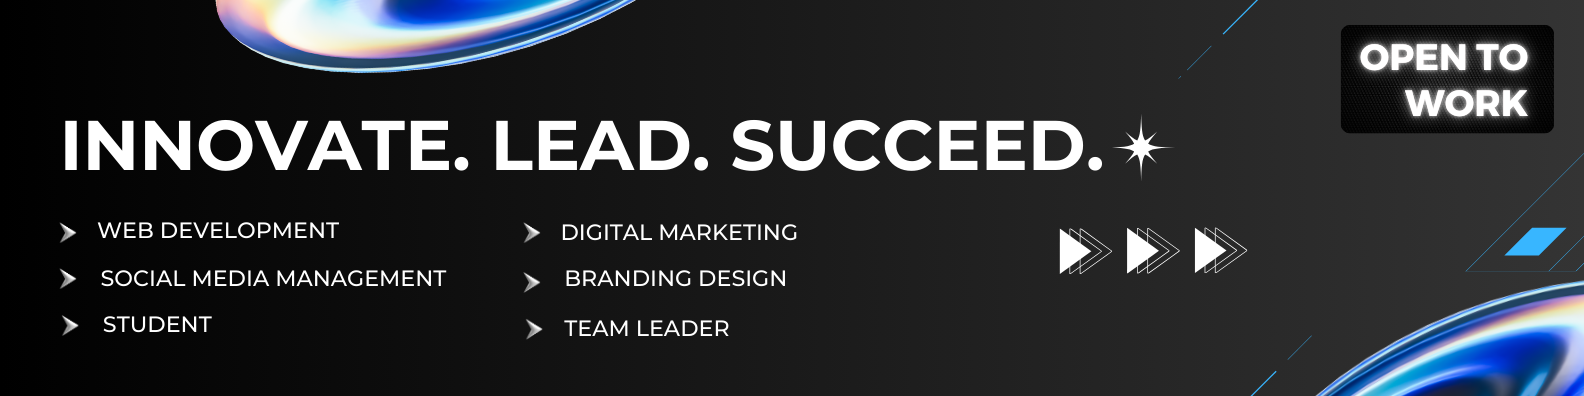 OPEN TO
WORK
INNOVATE. LEAD. SUCCEED.
WEB DEVELOPMENT
SOCIAL MEDIA MANAGEMENT
STUDENT
DIGITAL MARKETING
BRANDING DESIGN
TEAM LEADER